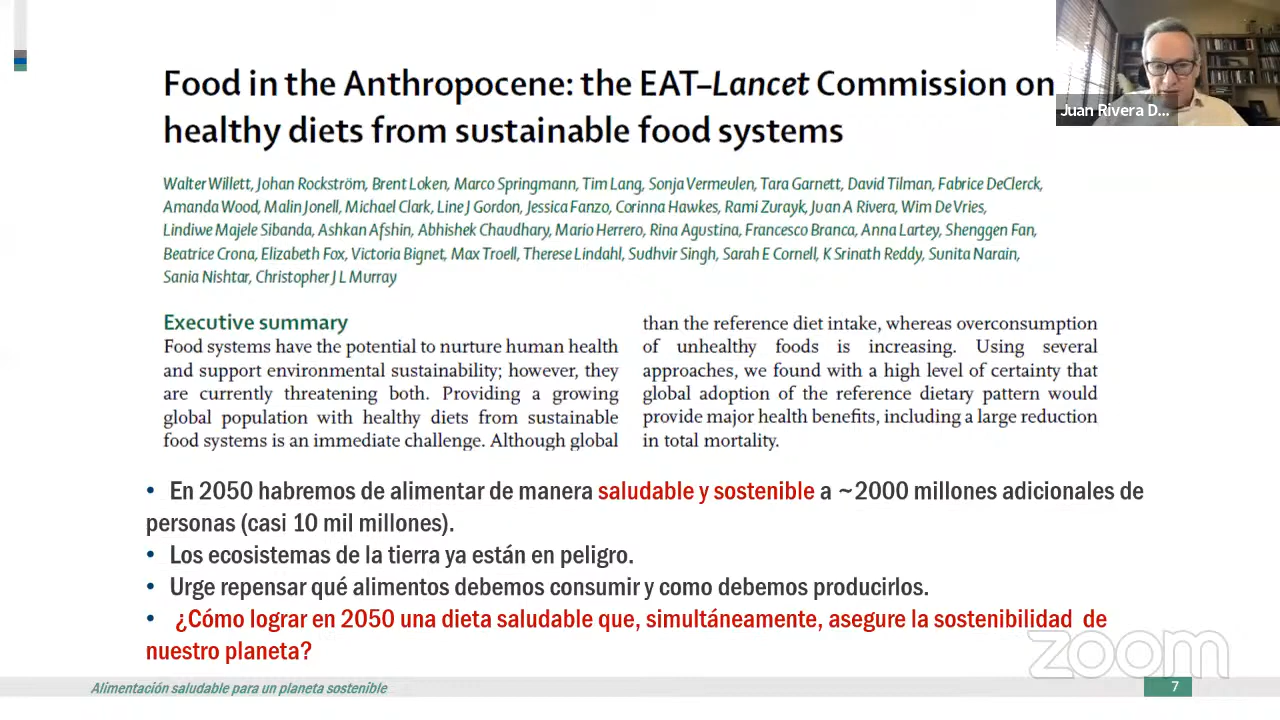 Food in the Anthropocene: the EAT–Lancet Commission on
healthy diets from sustainable food systems
Juan Rivera D...
Walter Willett, Johan Rockström, Brent Loken, Marco Springmann, Tim Lang, Sonja Vermeulen, Tara Garnett, David Tilman, Fabrice DeClerck,
Amanda Wood, Malin Jonell, Michael Clark, Line J Gordon, Jessica Fanzo, Corinna Hawkes, Rami Zurayk, Juan A Rivera, Wim De Vries,
Lindiwe Majele Sibanda, Ashkan Afshin, Abhishek Chaudhary, Mario Herrero, Rina Agustina, Francesco Branca, Anna Lartey, Shenggen Fan,
Beatrice Crona, Elizabeth Fox, Victoria Bignet, Max Troell, Therese Lindahl, Sudhvir Singh, Sarah E Cornell, K Srinath Reddy, Sunita Narain,
Sania Nishtar, Christopher J L Murray
Executive summary
Food systems have the potential to nurture human health
and support environmental sustainability; however, they
are currently threatening both. Providing a growing
global population with healthy diets from sustainable
food systems is an immediate challenge. Although global
than the reference diet intake, whereas overconsumption
of unhealthy foods is increasing. Using several
approaches, we found with a high level of certainty that
global adoption of the reference dietary pattern would
provide major health benefits, including a large reduction
in total mortality.
• En 2050 habremos de alimentar de manera saludable y sostenible a ~2000 millones adicionales de
personas (casi 10 mil millones).
• Los ecosistemas de la tierra ya están en peligro.
• Urge repensar qué alimentos debemos consumir y como debemos producirlos.
• ¿Cómo lograr en 2050 una dieta saludable que, simultáneamente, asegure la sostenibilidad de
nuestro planeta?
zoom
Alimentación saludable para un planeta sostenible
7